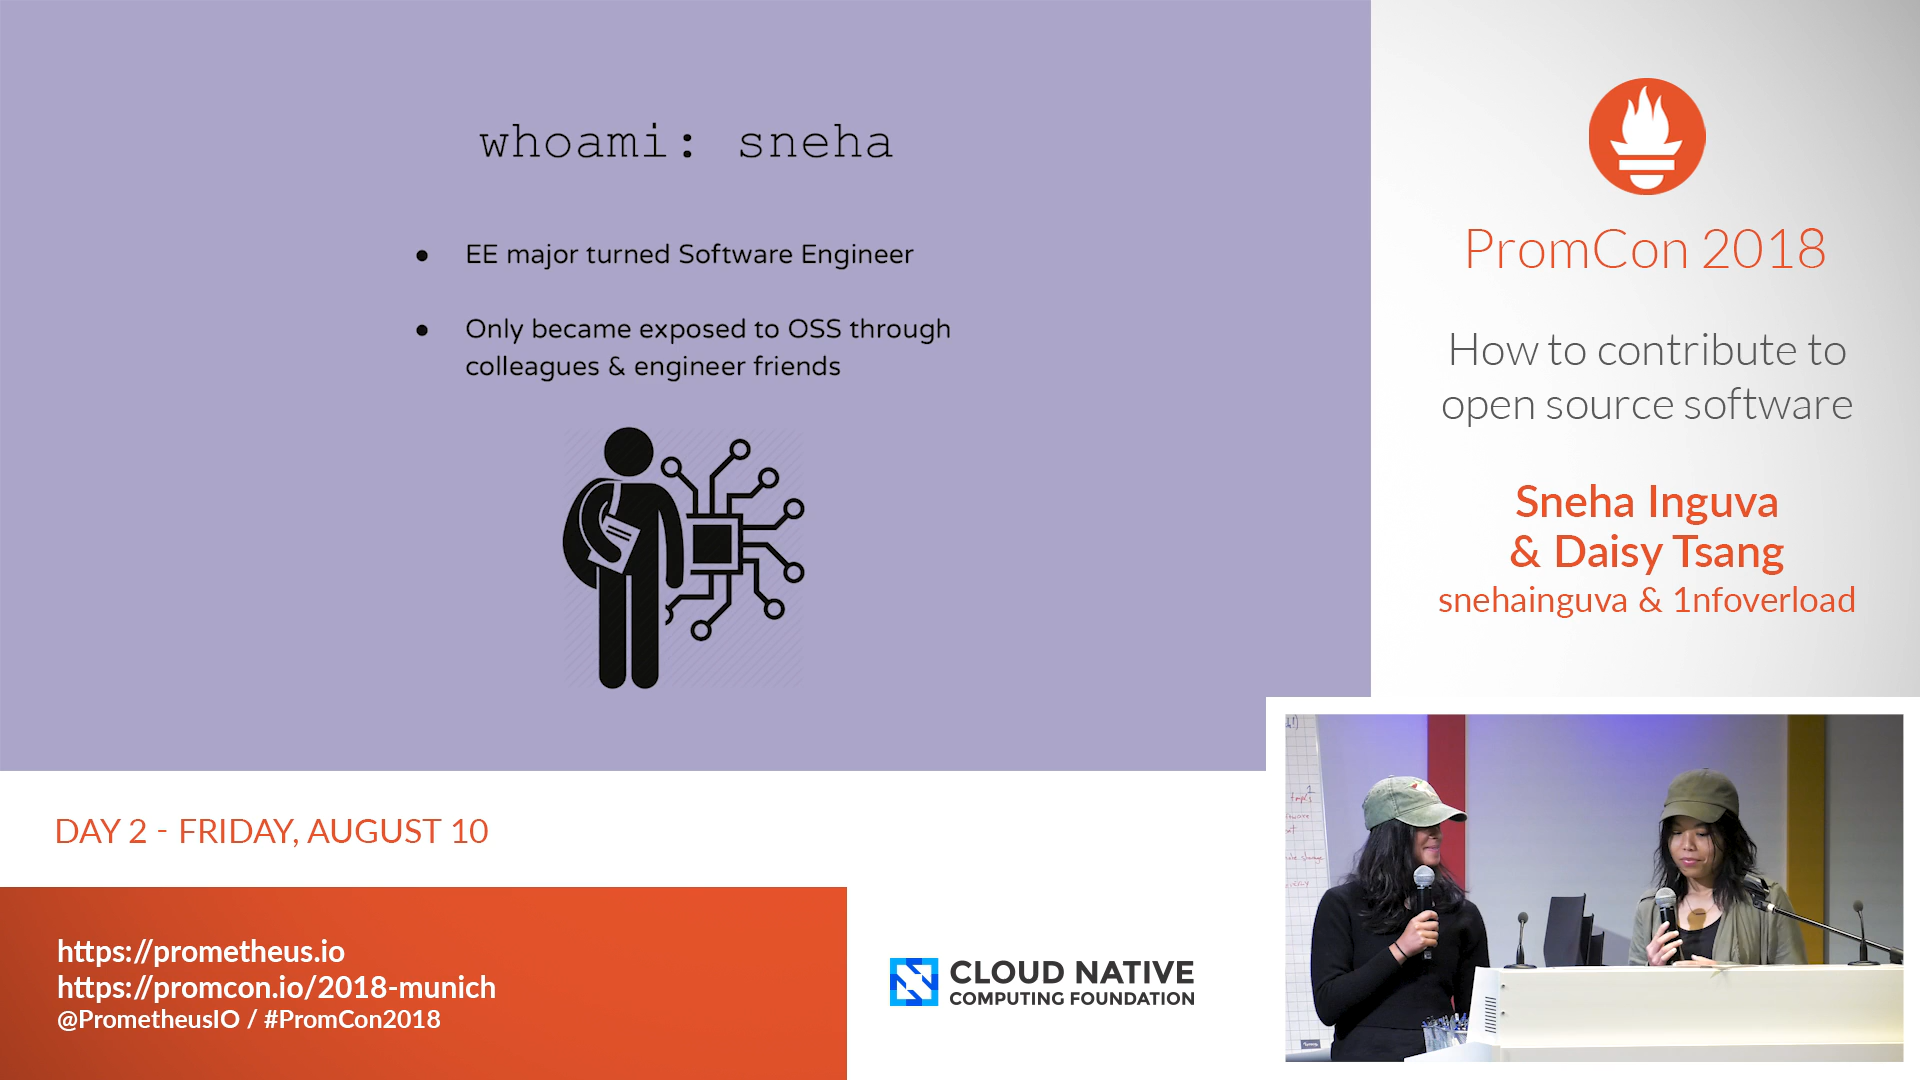 whoami: sneha
● EE major turned Software Engineer
● Only became exposed to OSS through
colleagues & engineer friends
PromCon 2018
How to contribute to
open source software
Sneha Inguva
& Daisy Tsang
snehainguva & 1nfoverload
DAY 2 - FRIDAY, AUGUST 10
https://prometheus.io
https://promcon.io/2018-munich
@PrometheusIO / #PromCon2018
CLOUD NATIVE
COMPUTING FOUNDATION